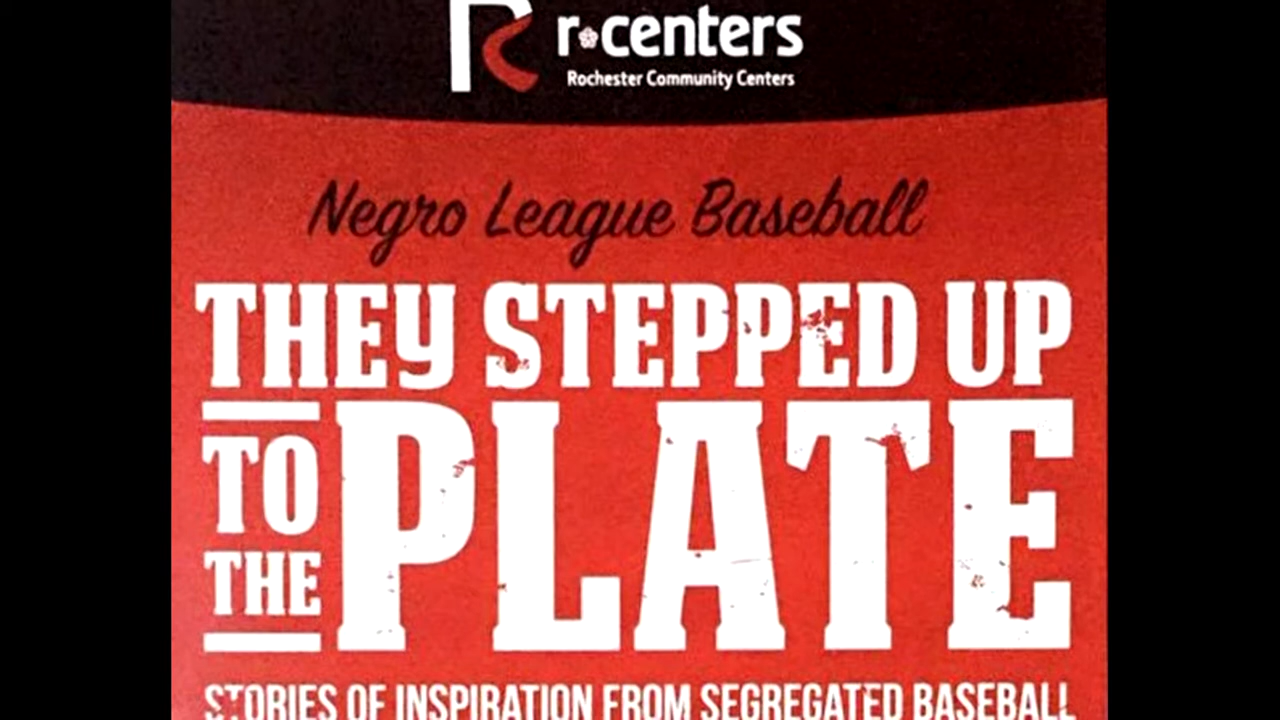 r centers
Rochester Community Centers
Negro League Baseball
THEY STEPPED UP
TO
THE
PLATE
STORIES OF INSPIRATION FROM SEGREGATED BASEBALL